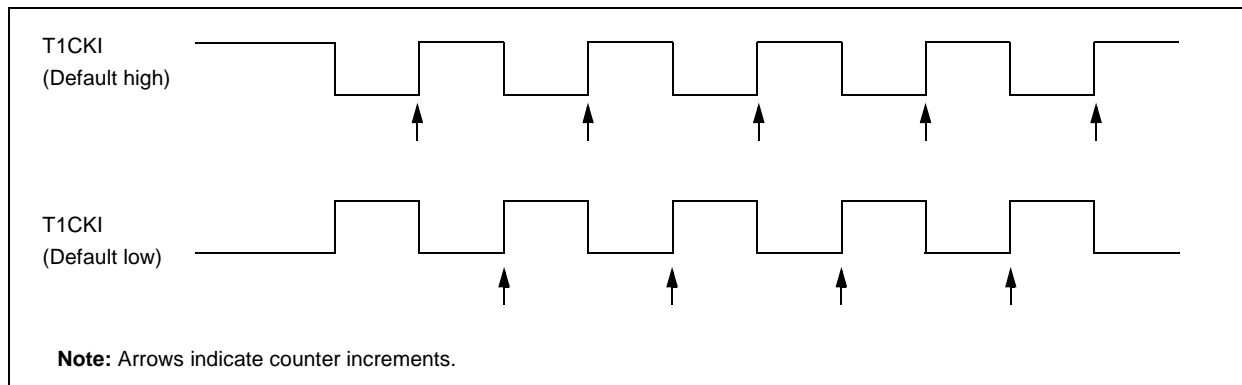 T1CKI
(Default high)
T1CKI
(Default low)
Note: Arrows indicate counter increments.